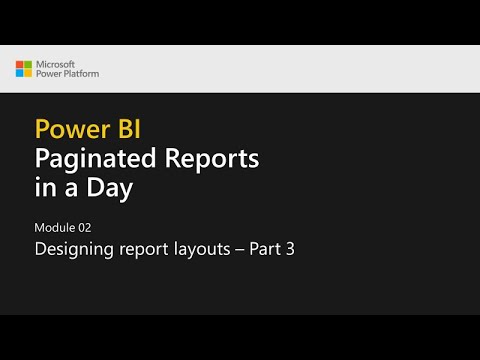 Microsoft
Power Platform
Power BI
Paginated Reports
in a Day
Module 02
Designing report layouts – Part 3